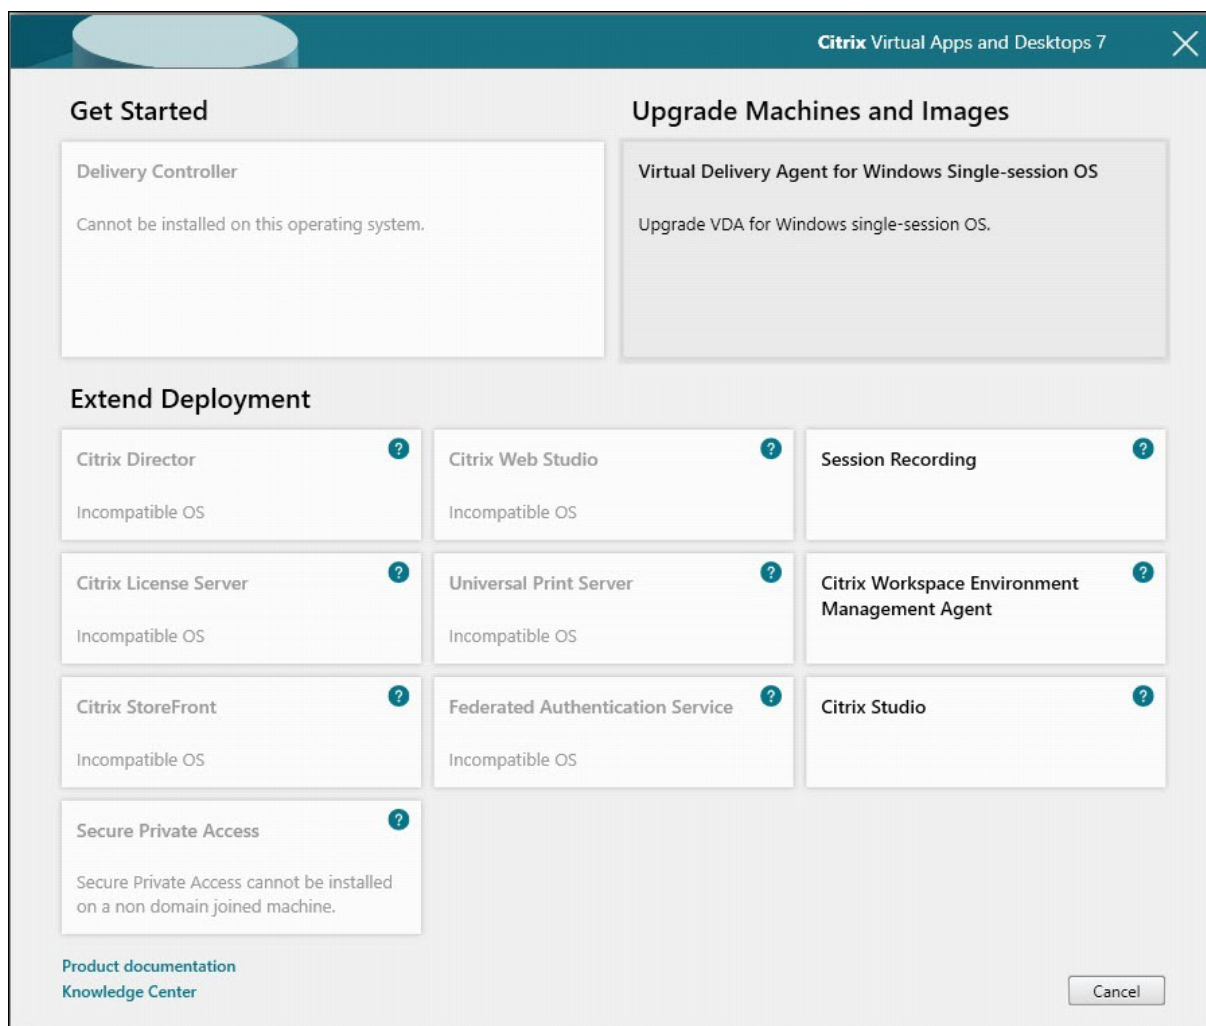 Citrix Virtual Apps and Desktops 7
Get Started
Delivery Controller
Cannot be installed on this operating system.
Upgrade Machines and Images
Virtual Delivery Agent for Windows Single-session OS
Upgrade VDA for Windows single-session OS.
Extend Deployment
Citrix Director
?
Incompatible OS
Citrix Web Studio
?
Incompatible OS
Session Recording
?
Citrix License Server
?
Incompatible OS
Universal Print Server
?
Incompatible OS
Citrix Workspace Environment
Management Agent
?
Citrix StoreFront
?
Incompatible OS
Federated Authentication Service
?
Incompatible OS
Citrix Studio
?
Secure Private Access
?
Secure Private Access cannot be installed
on a non domain joined machine.
Product documentation
Knowledge Center
Cancel